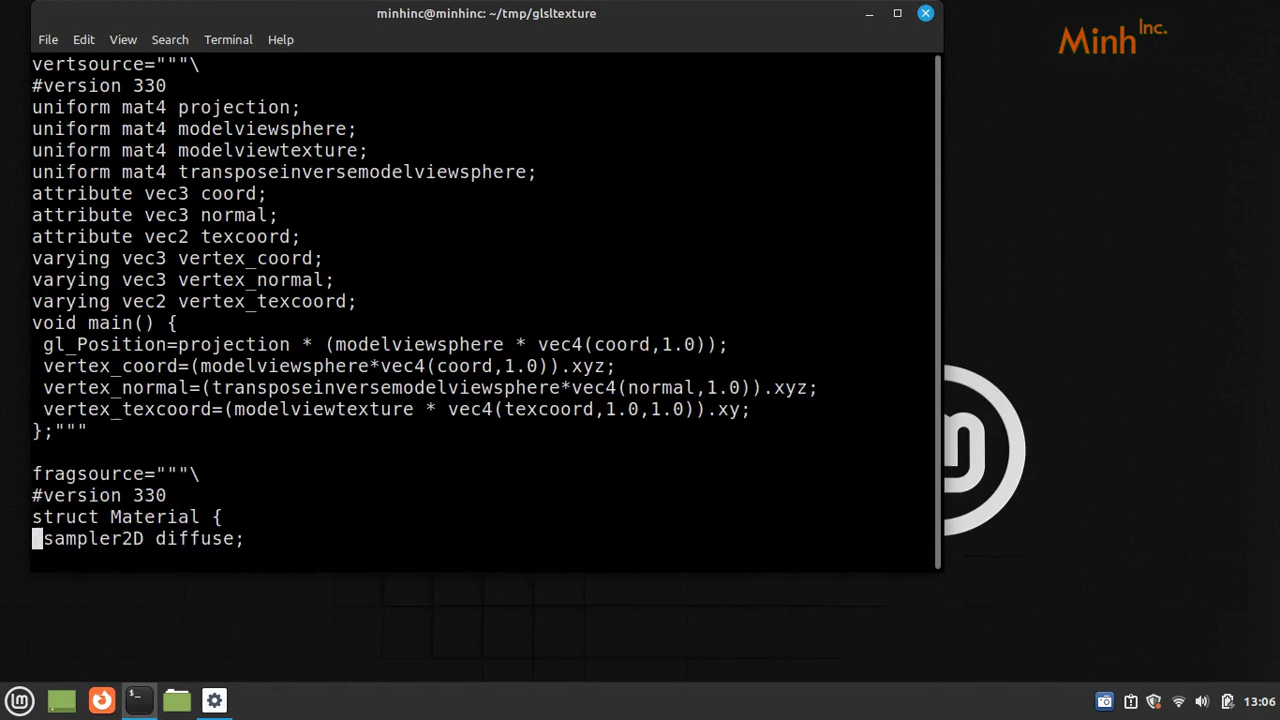 minhinc@minhinc: ~/tmp/glsltexture
Minh Inc.
File Edit View Search Terminal Help
vertsource="""\
#version 330
uniform mat4 projection;
uniform mat4 modelviewsphere;
uniform mat4 modelviewtexture;
uniform mat4 transposeinversemodelviewsphere;
attribute vec3 coord;
attribute vec3 normal;
attribute vec2 texcoord;
varying vec3 vertex_coord;
varying vec3 vertex_normal;
varying vec2 vertex_texcoord;
void main() {
 gl_Position=projection * (modelviewsphere * vec4(coord,1.0));
 vertex_coord=(modelviewsphere*vec4(coord,1.0)).xyz;
 vertex_normal=(transposeinversemodelviewsphere*vec4(normal,1.0)).xyz;
 vertex_texcoord=(modelviewtexture * vec4(texcoord,1.0,1.0)).xy;
};"""
fragsource="""\
#version 330
struct Material {
 sampler2D diffuse;
13:06